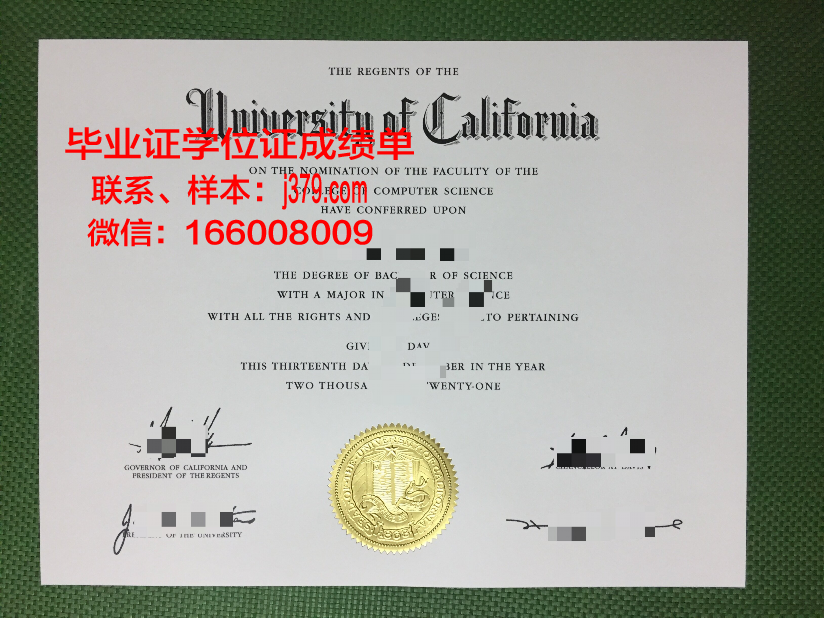 THE REGENTS OF THE
University of California
毕业证学位证成绩单
ON THE NOMINATION OF THE FACULITY OF THE
联系、样本：j379.com
OF COMPUTER SCIENCE
HAVE CONFERRED UPON
微信：166008009
THE DEGREE OF OF SCIENCE
WITH A MAJOR IN
WITH ALL THE RIGHTS AND PERTAINING
DAV
THIS THIRTEENTH IN THE YEAR
TWO TWENTY-ONE
GOVERNOR OF CALIFORNIA AND
PRESIDENT OF THE REGENTS
OF THE UNIVERSITY